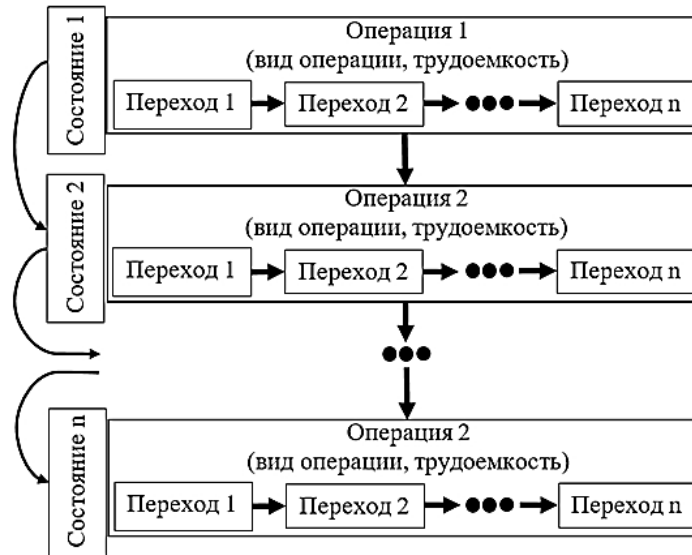 Состояние 1
Операция 1
(вид операции, трудоемкость)
Переход 1
Переход 2
Переход n
Состояние 2
Операция 2
(вид операции, трудоемкость)
Переход 1
Переход 2
Переход n
Состояние n
Операция 2
(вид операции, трудоемкость)
Переход 1
Переход 2
Переход n